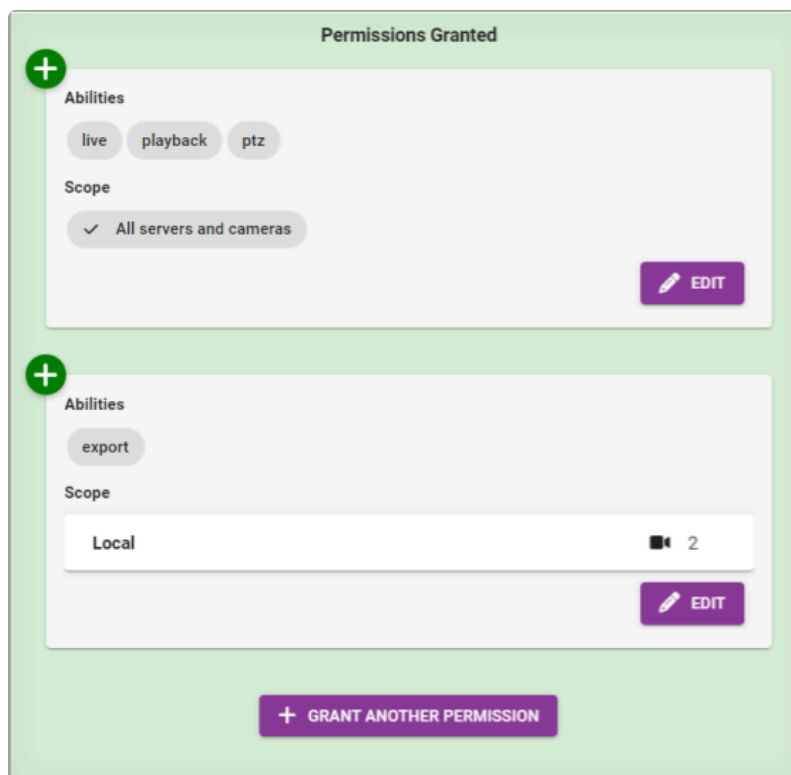 Permissions Granted
Abilities
live playback ptz
Scope
All servers and cameras
EDIT
Abilities
export
Scope
Local 2
EDIT
GRANT ANOTHER PERMISSION